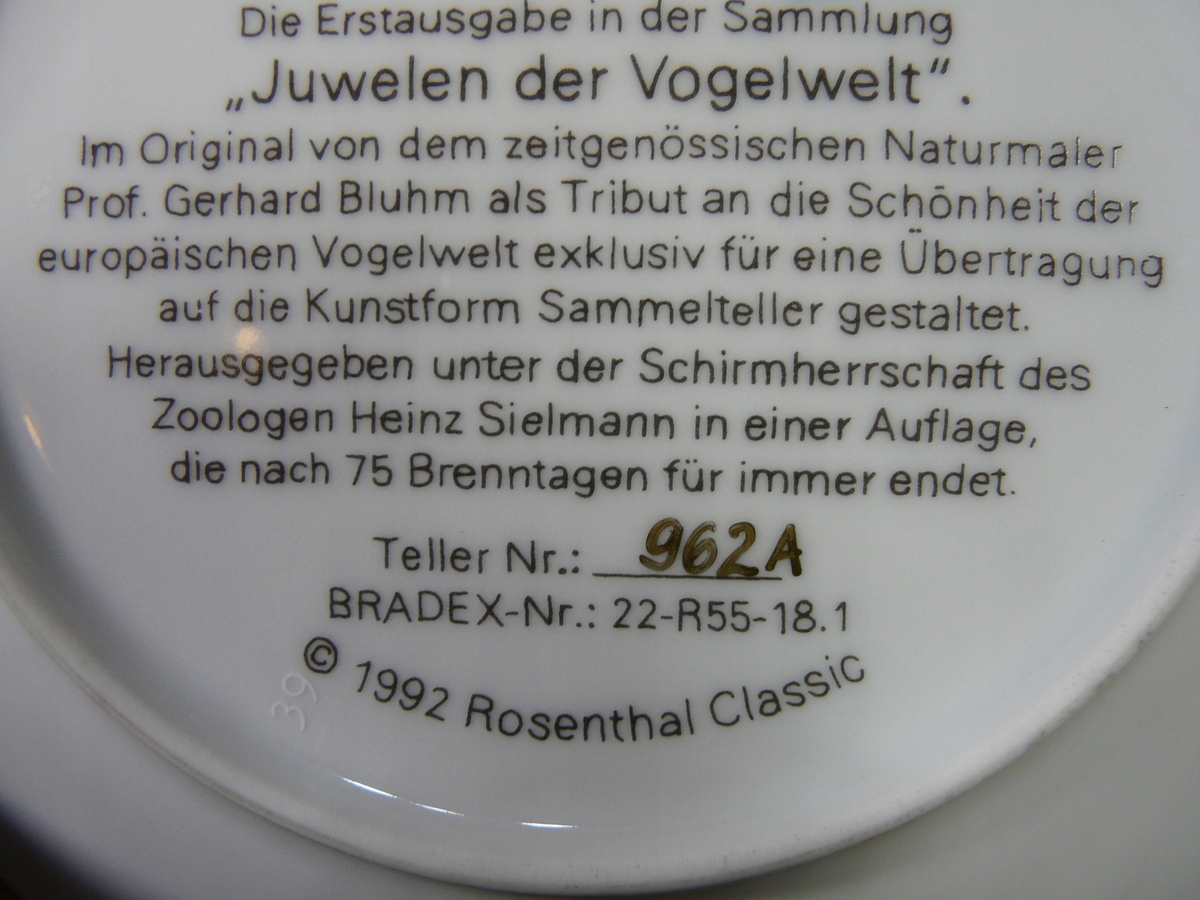 Die Erstausgabe in der Sammlung
„Juwelen der Vogelwelt“.
Im Original von dem zeitgenössischen Naturmaler
Prof. Gerhard Bluhm als Tribut an die Schönheit der
europäischen Vogelwelt exklusiv für eine Übertragung
auf die Kunstform Sammelteller gestaltet.
Herausgegeben unter der Schirmherrschaft des
Zoologen Heinz Sielmann in einer Auflage,
die nach 75 Brenntagen für immer endet.
Teller Nr.: 962A
BRADEX-Nr.: 22-R55-18.1
© 1992 Rosenthal Classic
39